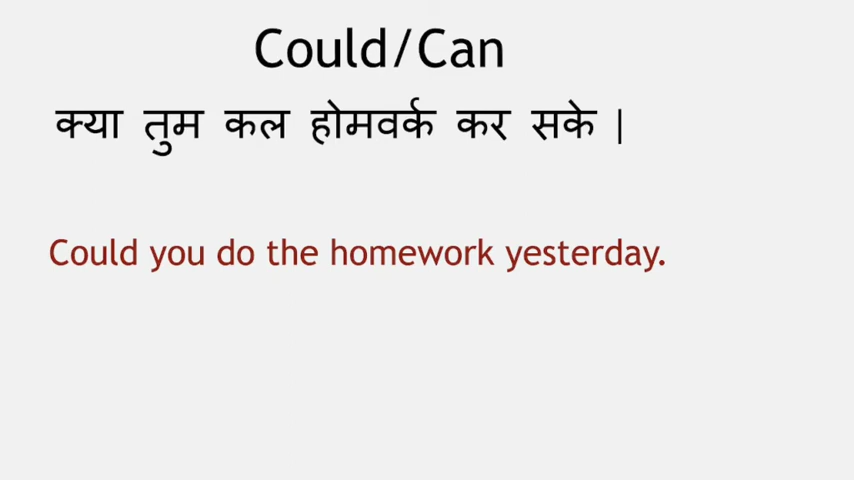 Could/Can
क्या तुम कल होमवर्क कर सके |
Could you do the homework yesterday.